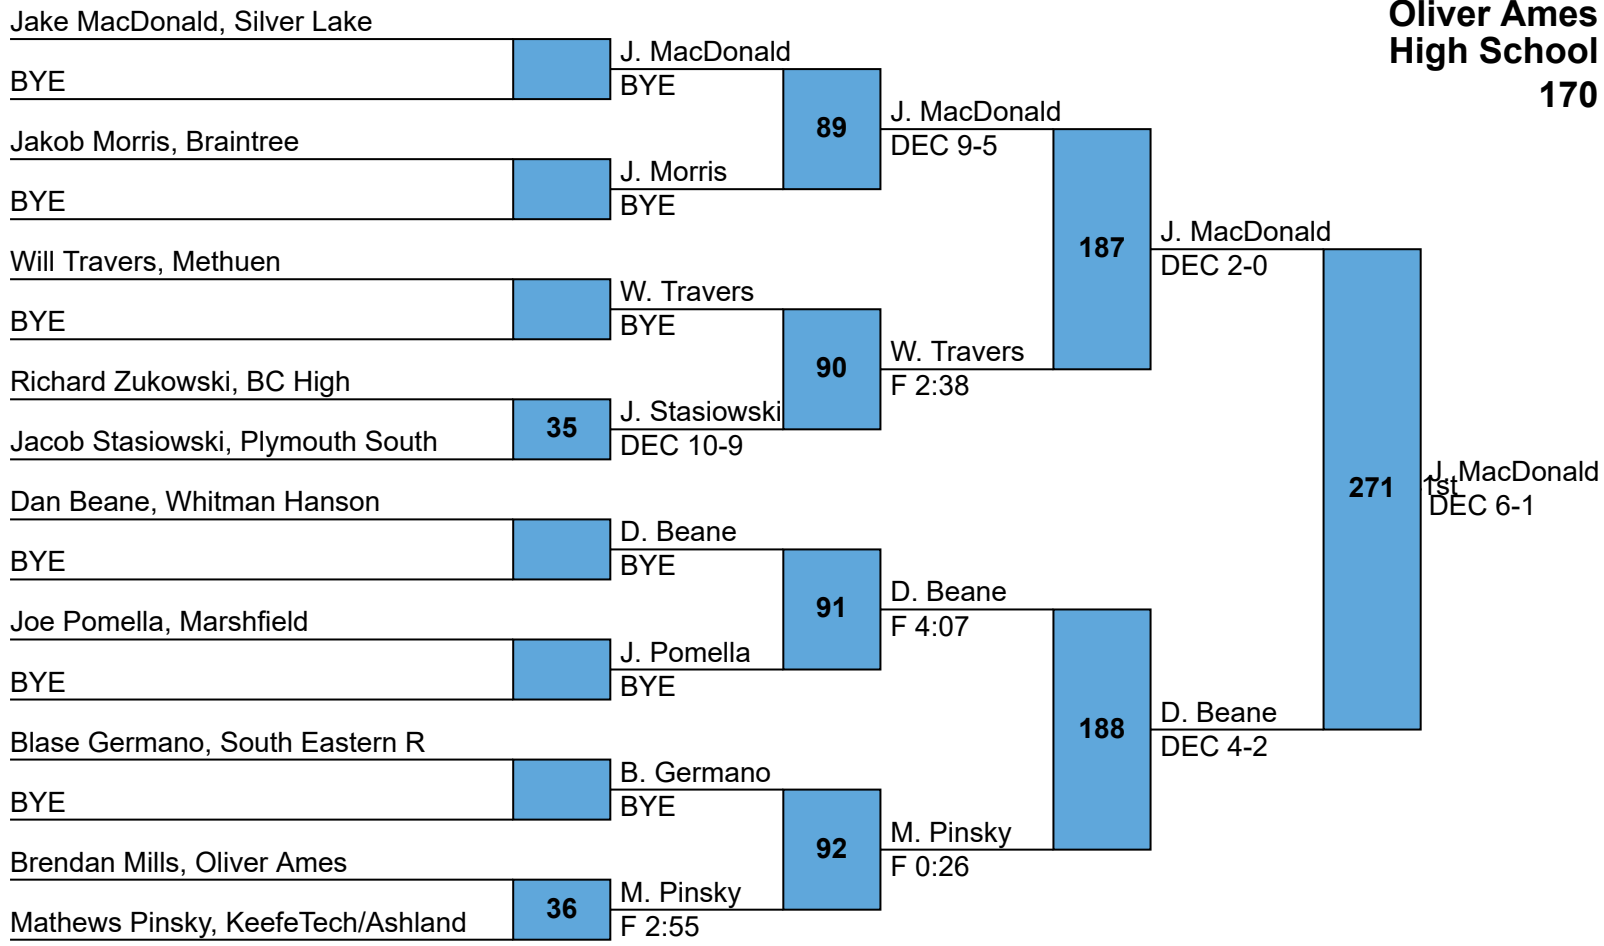 Oliver Ames
High School
170
Jake MacDonald, Silver Lake
BYE
Jakob Morris, Braintree
BYE
Will Travers, Methuen
BYE
Richard Zukowski, BC High
Jacob Stasiowski, Plymouth South
Dan Beane, Whitman Hanson
BYE
Joe Pomella, Marshfield
BYE
Blase Germano, South Eastern R
BYE
Brendan Mills, Oliver Ames
Mathews Pinsky, KeefeTech/Ashland
35
36
J. MacDonald
BYE
J. Morris
BYE
W. Travers
BYE
J. Stasiowski
DEC 10-9
D. Beane
BYE
J. Pomella
BYE
B. Germano
BYE
M. Pinsky
F 2:55
89
90
91
92
J. MacDonald
DEC 9-5
W. Travers
F 2:38
D. Beane
F 4:07
M. Pinsky
F 0:26
187
188
J. MacDonald
DEC 2-0
D. Beane
DEC 4-2
271
J. MacDonald
1st
DEC 6-1